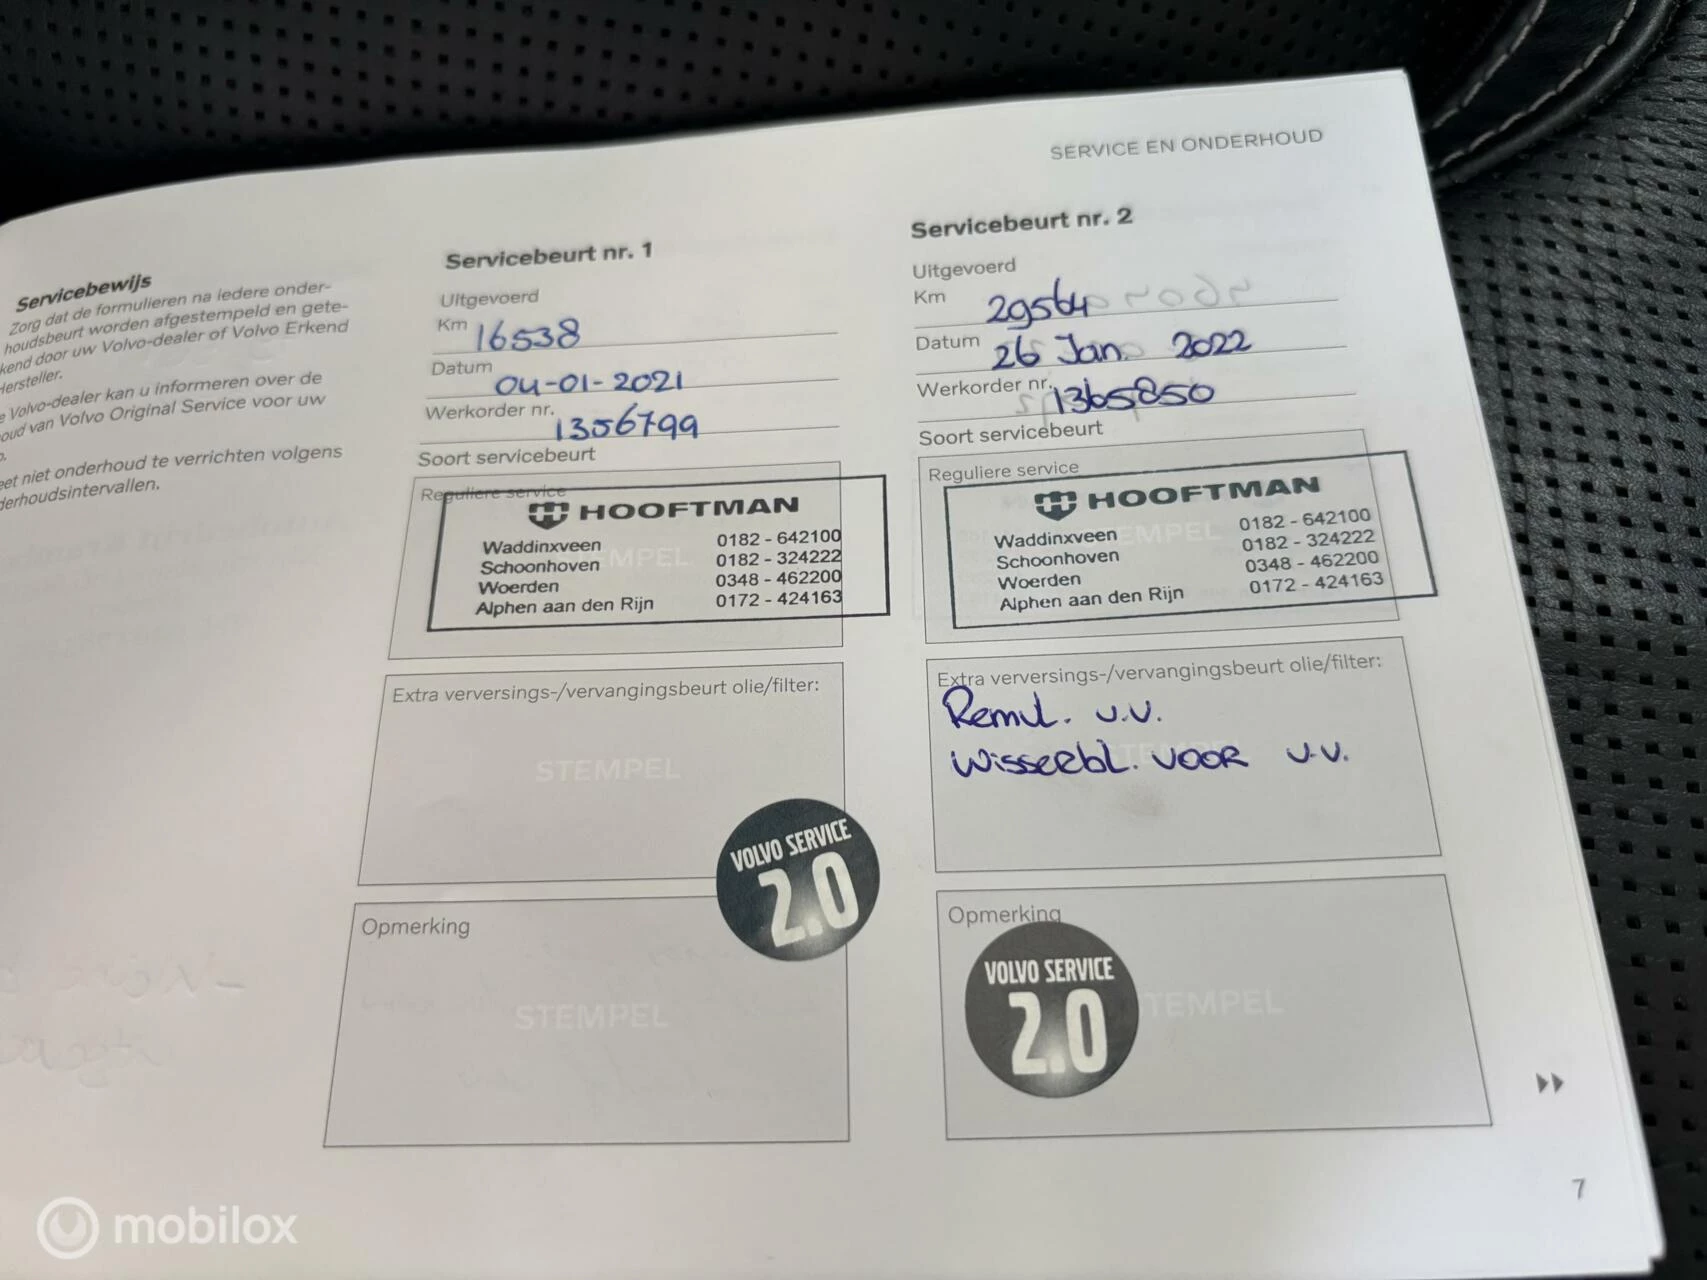 SERVICE EN ONDERHOUD
Servicebewijs
Zorg dat de formulieren na iedere onder-
houdsbeurt worden afgestempeld en gete-
kend door uw Volvo-dealer of Volvo Erkend
Hersteller.
Volvo-dealer kan u informeren over de
van Volvo Original Service voor uw
niet onderhoud te verrichten volgens
Servicebeurt nr. 1
Uitgevoerd
Km 16538
Datum 04-01-2021
Werkorder nr. 1356799
Soort servicebeurt
Reguliere service
HOOFTMAN
STEMPEL
Waddinxveen 0182 - 642100
Schoonhoven 0182 - 324222
Woerden 0348 - 462200
Alphen aan den Rijn 0172 - 424163
Extra verversings-/vervangingsbeurt olie/filter:
STEMPEL
VOLVO SERVICE
2.0
Opmerking
STEMPEL
Servicebeurt nr. 2
Uitgevoerd
Km 29564
Datum 26 Jan. 2022
Werkorder nr. 1365850
Soort servicebeurt
Reguliere service
HOOFTMAN
Waddinxveen 0182 - 642100
Schoonhoven 0182 - 324222
Woerden 0348 - 462200
Alphen aan den Rijn 0172 - 424163
Extra verversings-/vervangingsbeurt olie/filter:
Remvl. v.v.
Wisserbl. voor v.v.
Opmerking
VOLVO SERVICE
2.0
7
mobilox